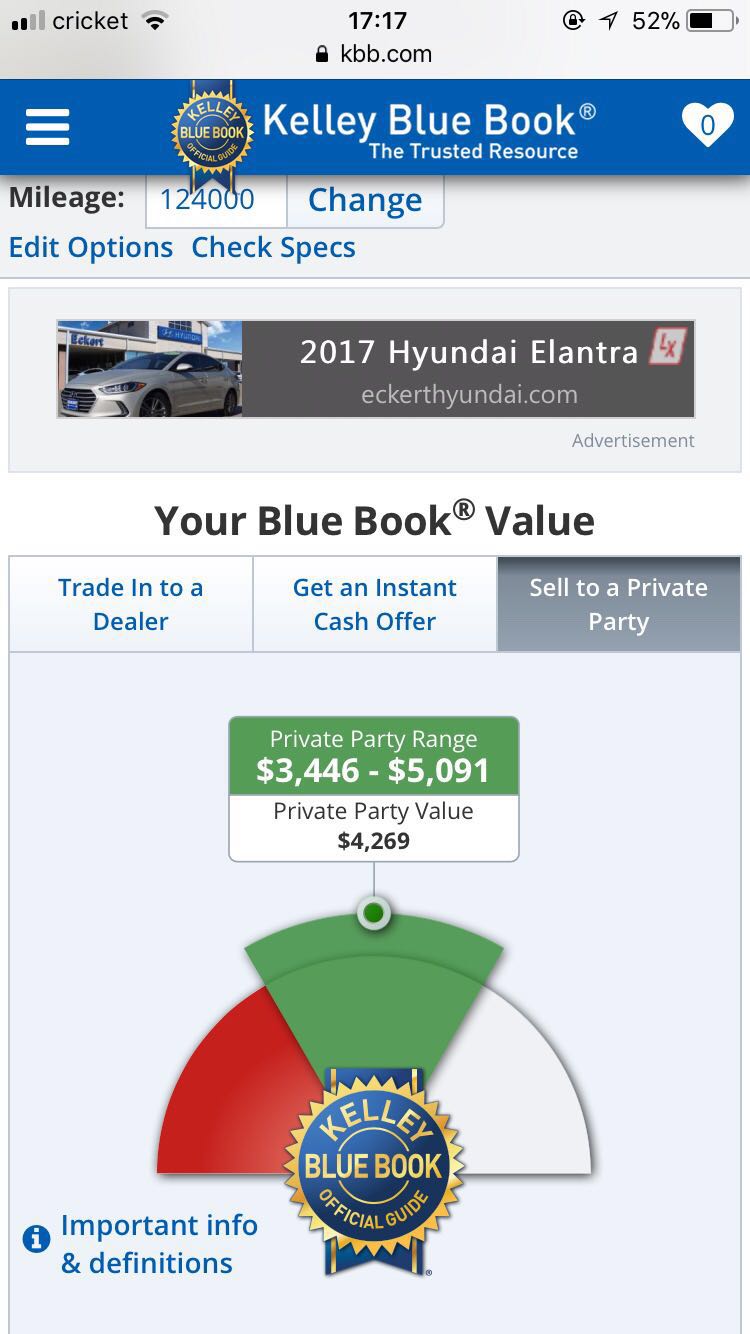 cricket 17:17 52%
kbb.com
KELLEY
BLUE BOOK
OFFICIAL GUIDE
Kelley Blue Book®
The Trusted Resource
0
Mileage: 124000 Change
Edit Options Check Specs
Eckert
HYUNDAI
2017 Hyundai Elantra
LX
eckerthyundai.com
Advertisement
Your Blue Book® Value
Trade In to a
Dealer
Get an Instant
Cash Offer
Sell to a Private
Party
Private Party Range
$3,446 - $5,091
Private Party Value
$4,269
KELLEY
BLUE BOOK
OFFICIAL GUIDE
®
Important info
& definitions